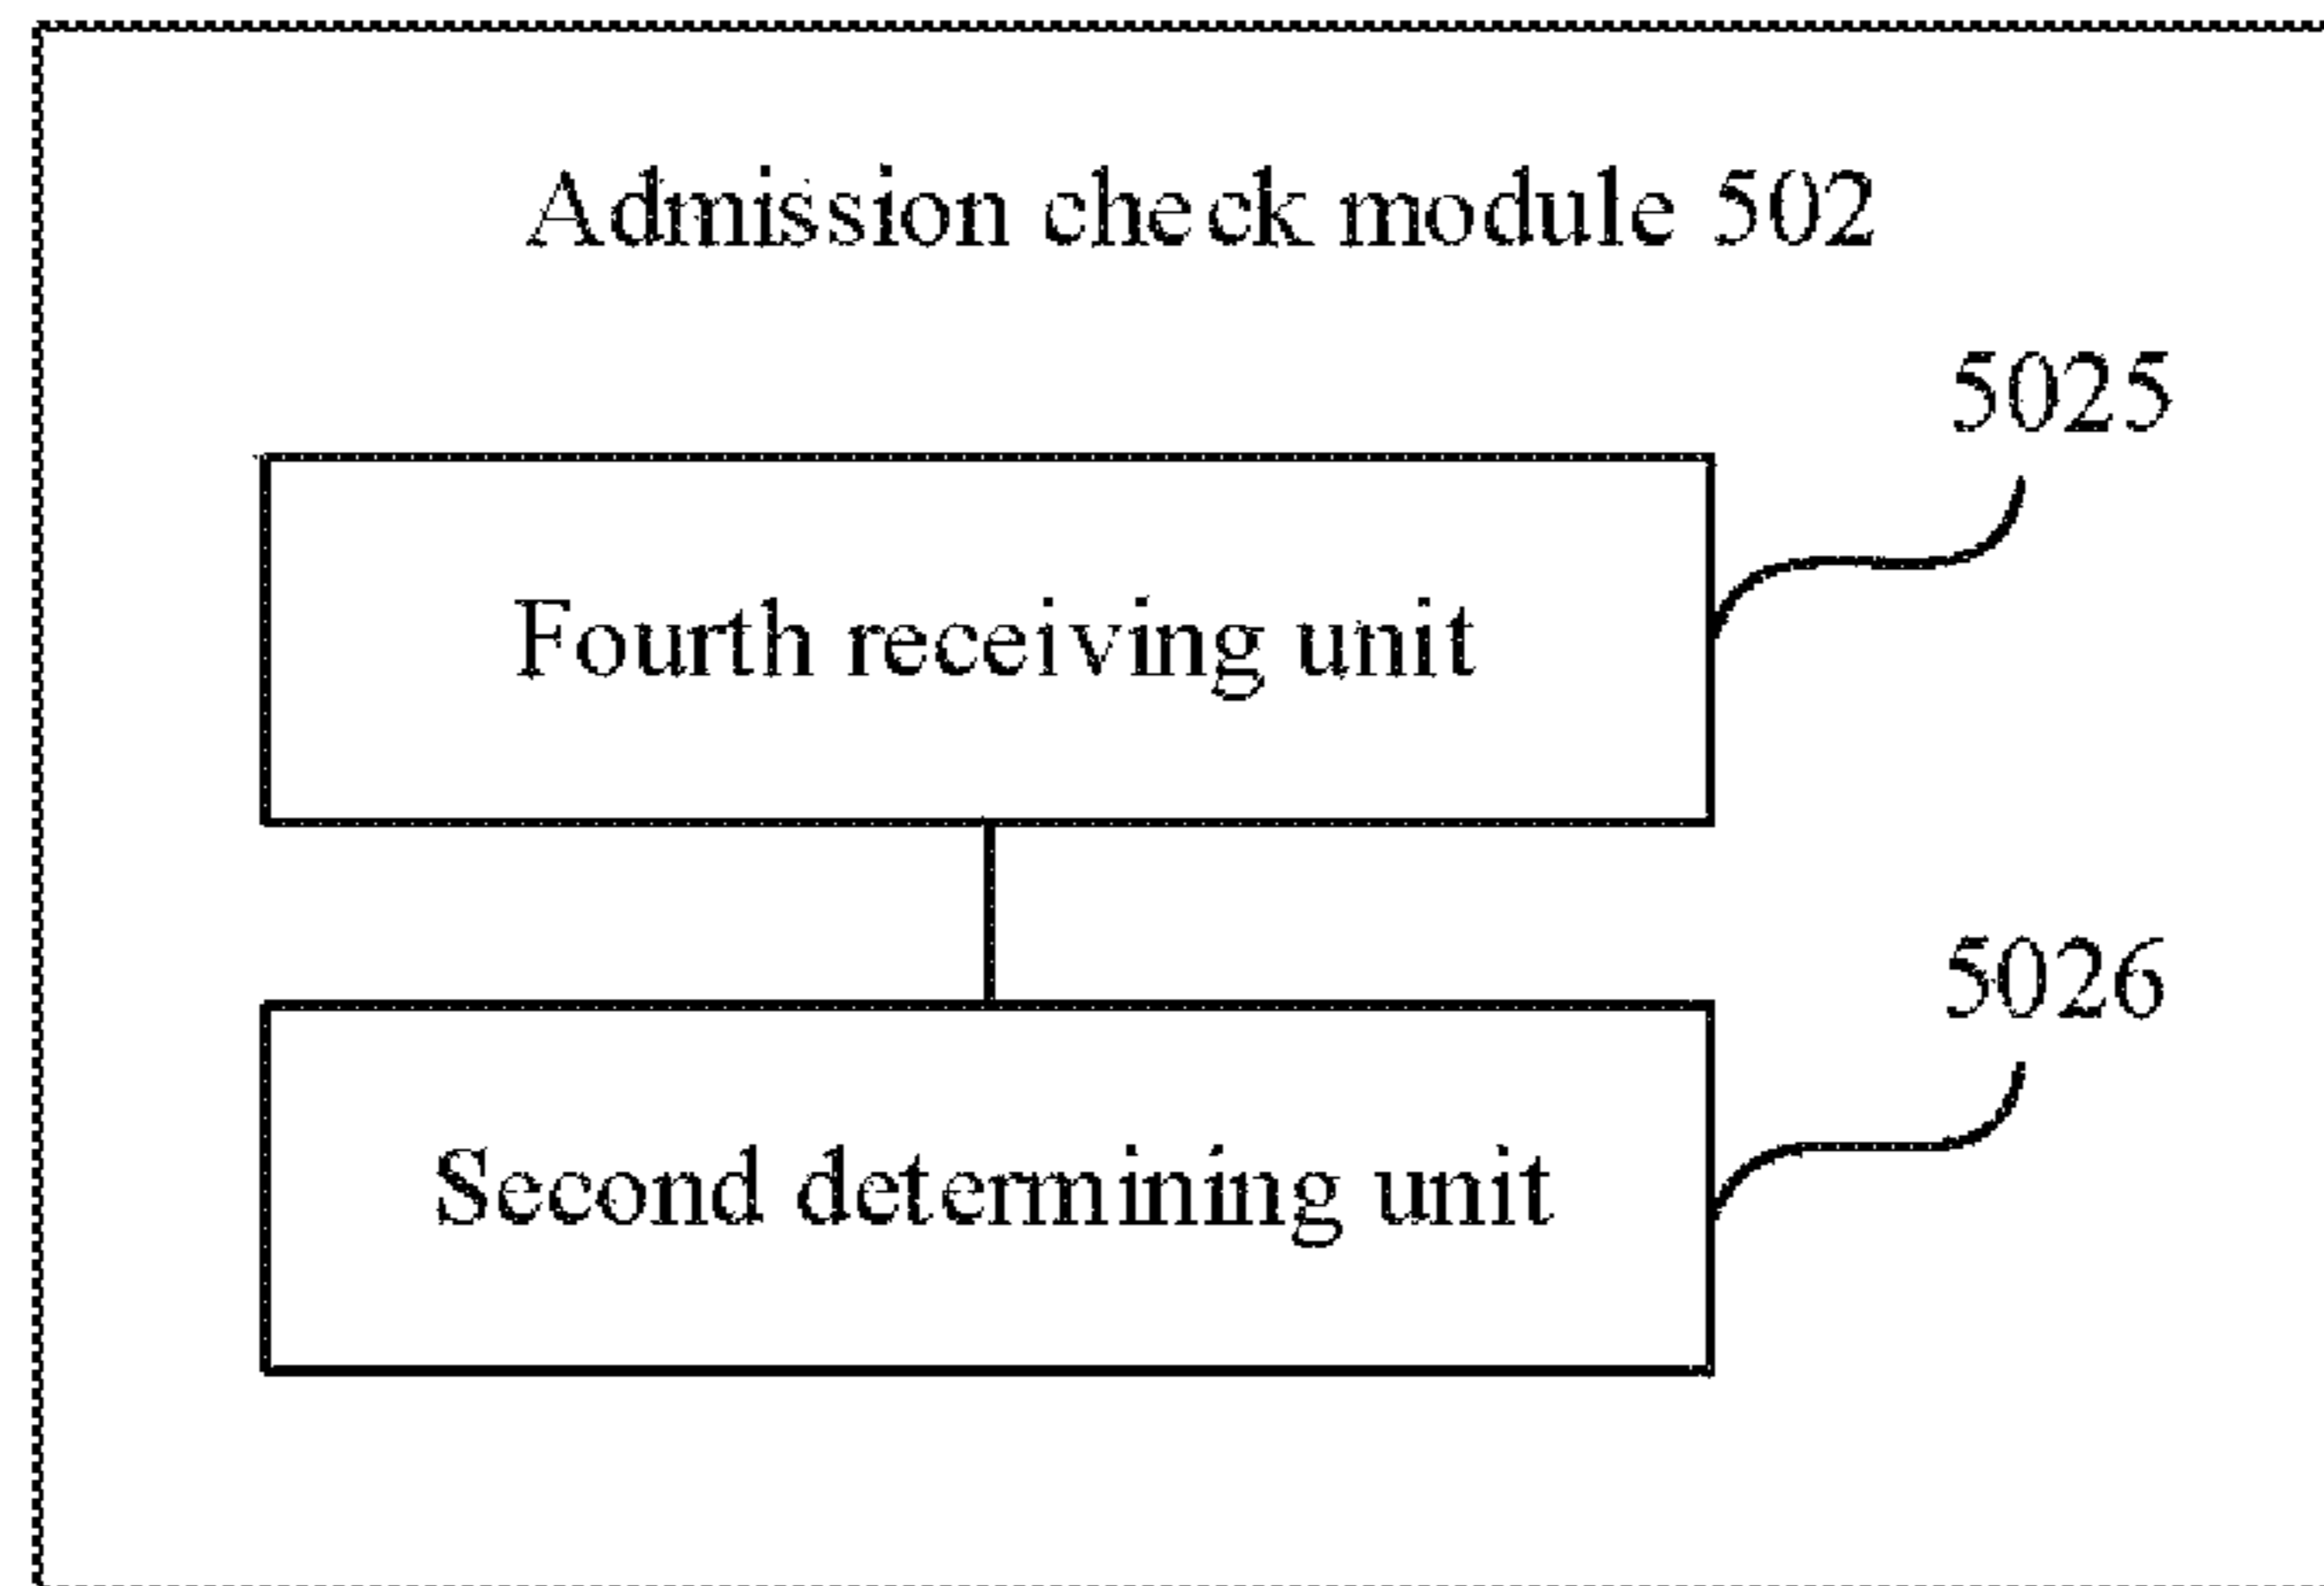 Admission check module 502
5025
Fourth receiving unit
5026
Second determining unit